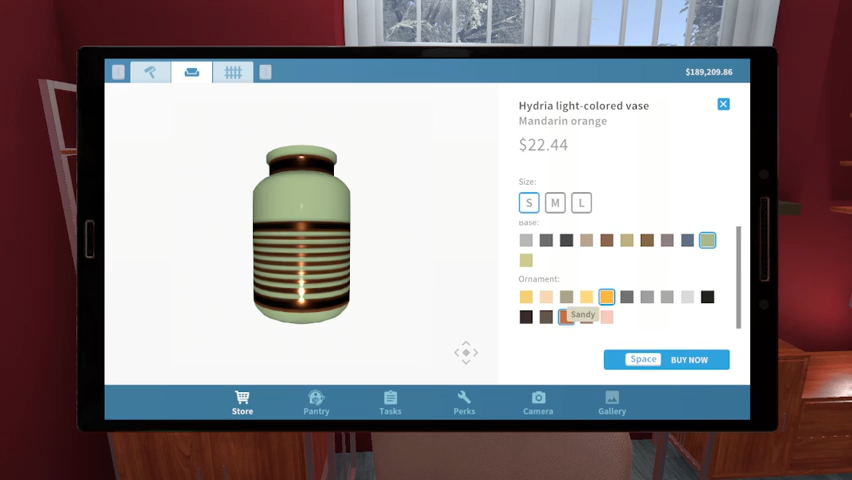 $189,209.86
Hydria light-colored vase
Mandarin orange
$22.44
Size:
S M L
Base:
Ornament:
Sandy
Space BUY NOW
Store Pantry Tasks Perks Camera Gallery